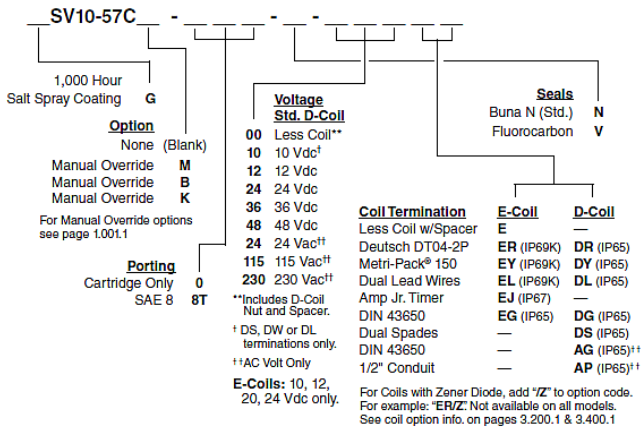 __SV10-57C__ - __ __ __ - __ - __ __ __ __ __
1,000 Hour
Salt Spray Coating G
Option
None (Blank)
Manual Override M
Manual Override B
Manual Override K
For Manual Override options
see page 1.001.1
Porting
Cartridge Only 0
SAE 8 8T
Voltage
Std. D-Coil
00 Less Coil**
10 10 Vdc†
12 12 Vdc
24 24 Vdc
36 36 Vdc
48 48 Vdc
24 24 Vac††
115 115 Vac††
230 230 Vac††
**Includes D-Coil
Nut and Spacer.
† DS, DW or DL
terminations only.
††AC Volt Only
E-Coils: 10, 12,
20, 24 Vdc only.
Seals
Buna N (Std.) N
Fluorocarbon V
Coil Termination E-Coil D-Coil
Less Coil w/Spacer E —
Deutsch DT04-2P ER (IP69K) DR (IP65)
Metri-Pack® 150 EY (IP69K) DY (IP65)
Dual Lead Wires EL (IP69K) DL (IP65)
Amp Jr. Timer EJ (IP67) —
DIN 43650 EG (IP65) DG (IP65)
Dual Spades — DS (IP65)
DIN 43650 — AG (IP65)††
1/2" Conduit — AP (IP65)††
For Coils with Zener Diode, add "/Z" to option code.
For example: "ER/Z". Not available on all models.
See coil option info. on pages 3.200.1 & 3.400.1